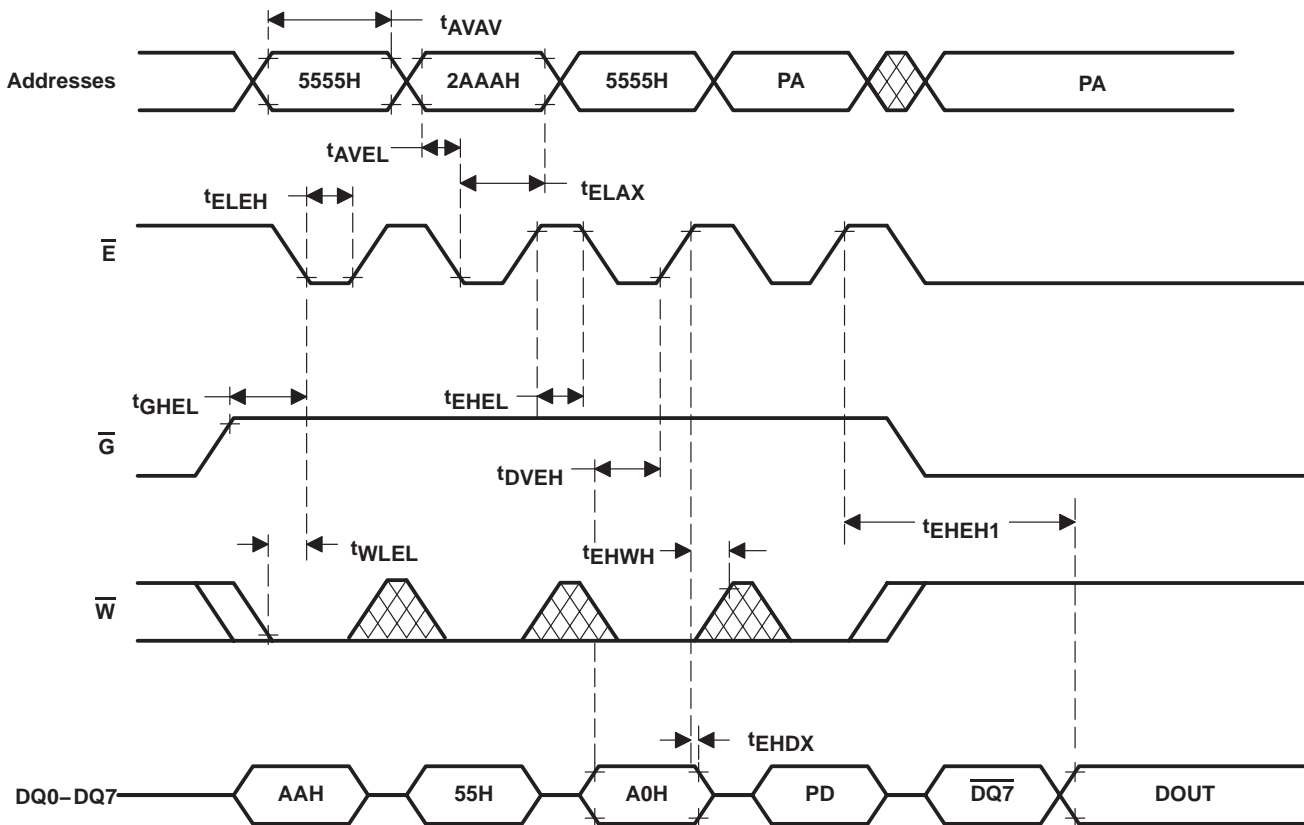 tAVAV
Addresses 5555H 2AAAH 5555H PA PA
tAVEL
tELAX
tELEH
E̅
tGHEL tEHEL
G̅
tDVEH
tEHEH1
tWLEL tEHWH
W̅
tEHDX
DQ0–DQ7 AAH 55H A0H PD D̅Q̅7̅ DOUT